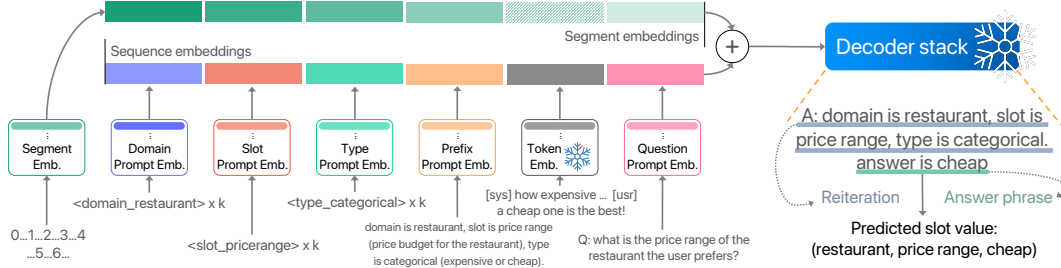 Sequence embeddings
Segment embeddings
+
Decoder stack
Segment
Emb.
Domain
Prompt Emb.
Slot
Prompt Emb.
Type
Prompt Emb.
Prefix
Prompt Emb.
Token
Emb.
Question
Prompt Emb.
0...1...2...3...4
...5...6...
<domain_restaurant> x k
<slot_pricerange> x k
<type_categorical> x k
domain is restaurant, slot is price range
(price budget for the restaurant), type
is categorical (expensive or cheap).
[sys] how expensive ... [usr]
a cheap one is the best!
Q: what is the price range of the
restaurant the user prefers?
A: domain is restaurant, slot is
price range, type is categorical.
answer is cheap
Reiteration
Answer phrase
Predicted slot value:
(restaurant, price range, cheap)